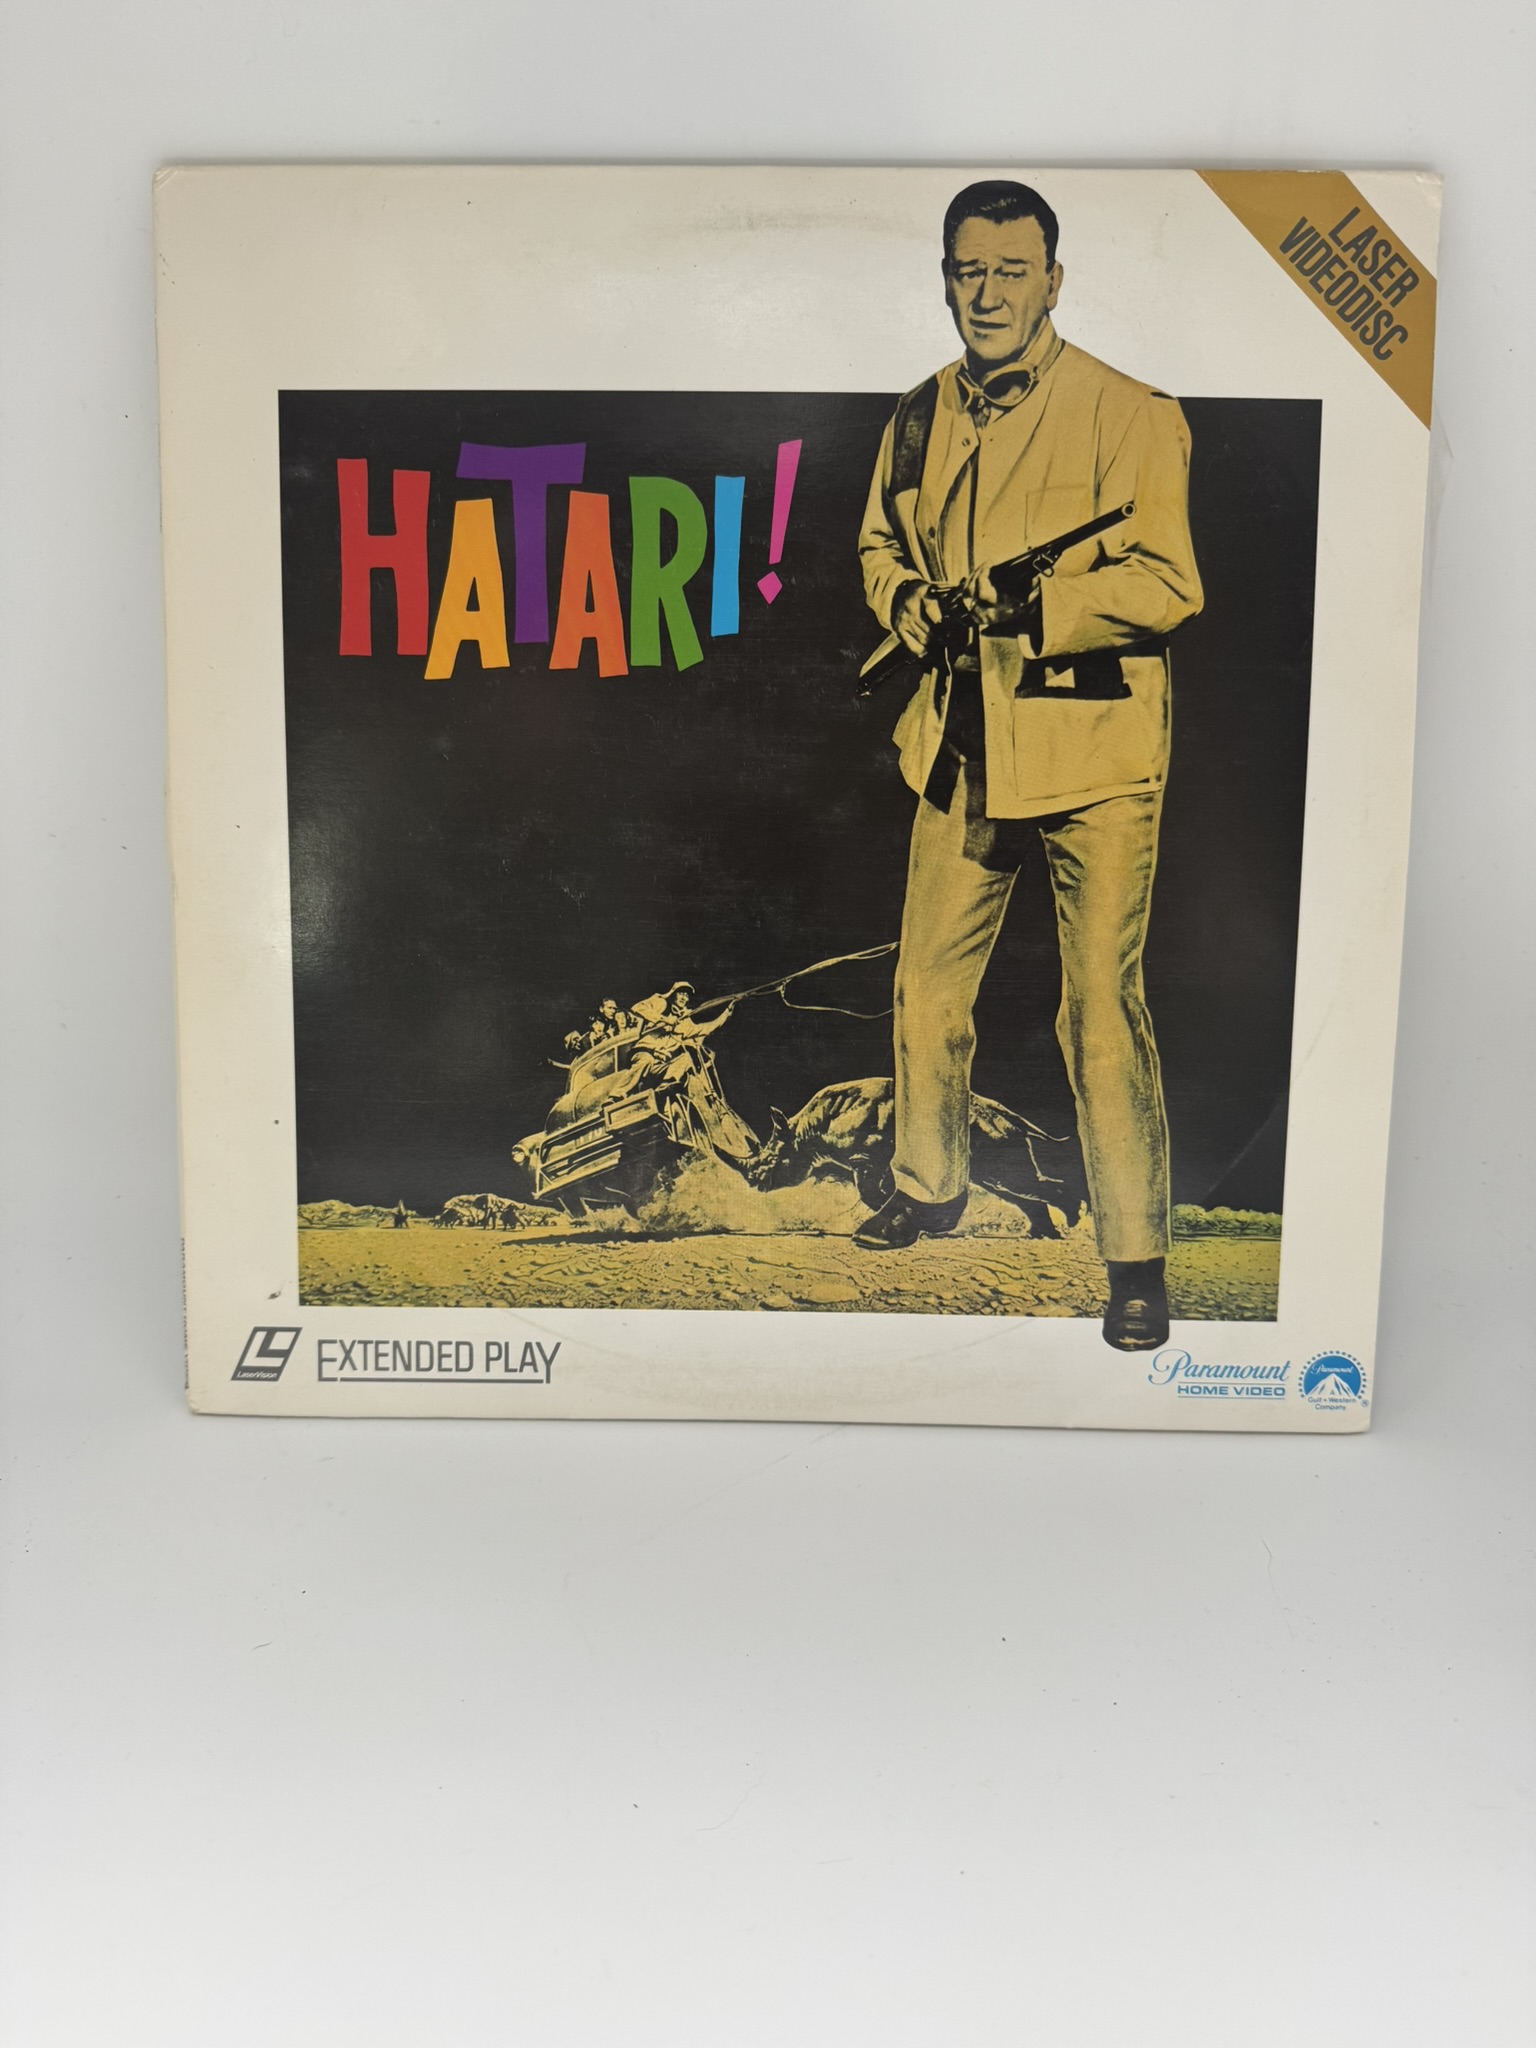 LASER
VIDEODISC
HATARI!
LaserVision
EXTENDED PLAY
Paramount
HOME VIDEO
Paramount
A
Gulf+Western
Company
®